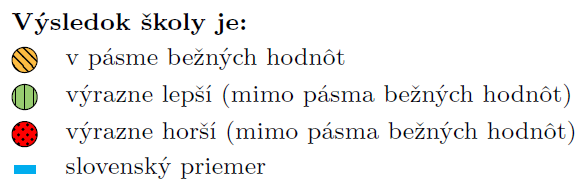 Výsledok školy je:
v pásme bežných hodnôt
výrazne lepší (mimo pásma bežných hodnôt)
výrazne horší (mimo pásma bežných hodnôt)
slovenský priemer